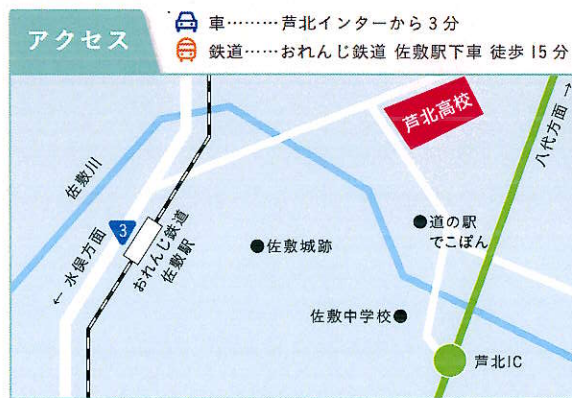 アクセス
車………芦北インターから3分
鉄道……おれんじ鉄道 佐敷駅下車 徒歩15分
芦北高校
八代方面→
佐敷川
3
←水俣方面
おれんじ鉄道
佐敷駅
佐敷城跡
道の駅
でこぽん
佐敷中学校
芦北IC